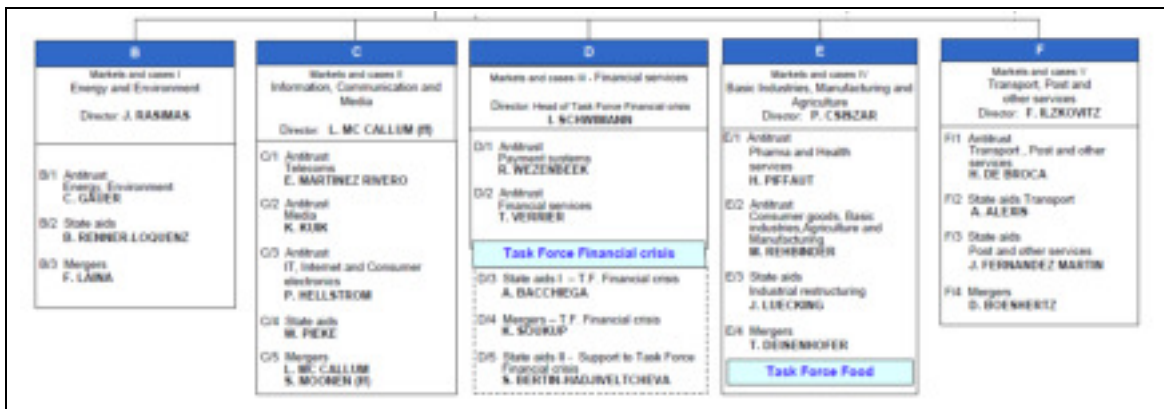 B
Markets and cases I
Energy and Environment
Director J. RASIMAS
B/1 Antitrust
Energy, Environment
C. GAUER
B/2 State aids
B. RENNER-LOQUENZ
B/3 Mergers
F. LAINA
C
Markets and cases II
Information, Communication and
Media
Director L. MC CALLUM (ff)
C/1 Antitrust
Telecoms
E. MARTINEZ RIVERO
C/2 Antitrust
Media
K. KUIK
C/3 Antitrust
IT, Internet and Consumer
electronics
P. HELLSTROM
C/4 State aids
W. PIEKE
C/5 Mergers
L. MC CALLUM
S. MOONEN (ff)
D
Markets and cases III - Financial services
Director Head of Task Force Financial crisis
I. SCHWIMANN
D/1 Antitrust
Payment systems
R. WEZENBEEK
D/2 Antitrust
Financial services
T. VERRIER
Task Force Financial crisis
D/3 State aids I – T.F. Financial crisis
A. BACCHIEGA
D/4 Mergers – T.F. Financial crisis
K. SOUKUP
D/5 State aids II - Support to Task Force
Financial crisis
S. BERTIN-HADJIVELTCHEVA
E
Markets and cases IV
Basic Industries, Manufacturing and
Agriculture
Director: P. CSISZAR
E/1 Antitrust
Pharma and Health
services
H. PIFFAUT
E/2 Antitrust
Consumer goods, Basic
industries,Agriculture and
Manufacturing
M. REHBINDER
E/3 State aids
Industrial restructuring
J. LUECKING
E/4 Mergers
T. DEISENHOFER
Task Force Food
F
Markets and cases V
Transport, Post and
other services
Director: F. ILZKOVITZ
F/1 Antitrust
Transport , Post and other
services
H. DE BROCA
F/2 State aids Transport
A. ALEXIS
F/3 State aids
Post and other services
J. FERNANDEZ MARTIN
F/4 Mergers
D. BOENHERTZ